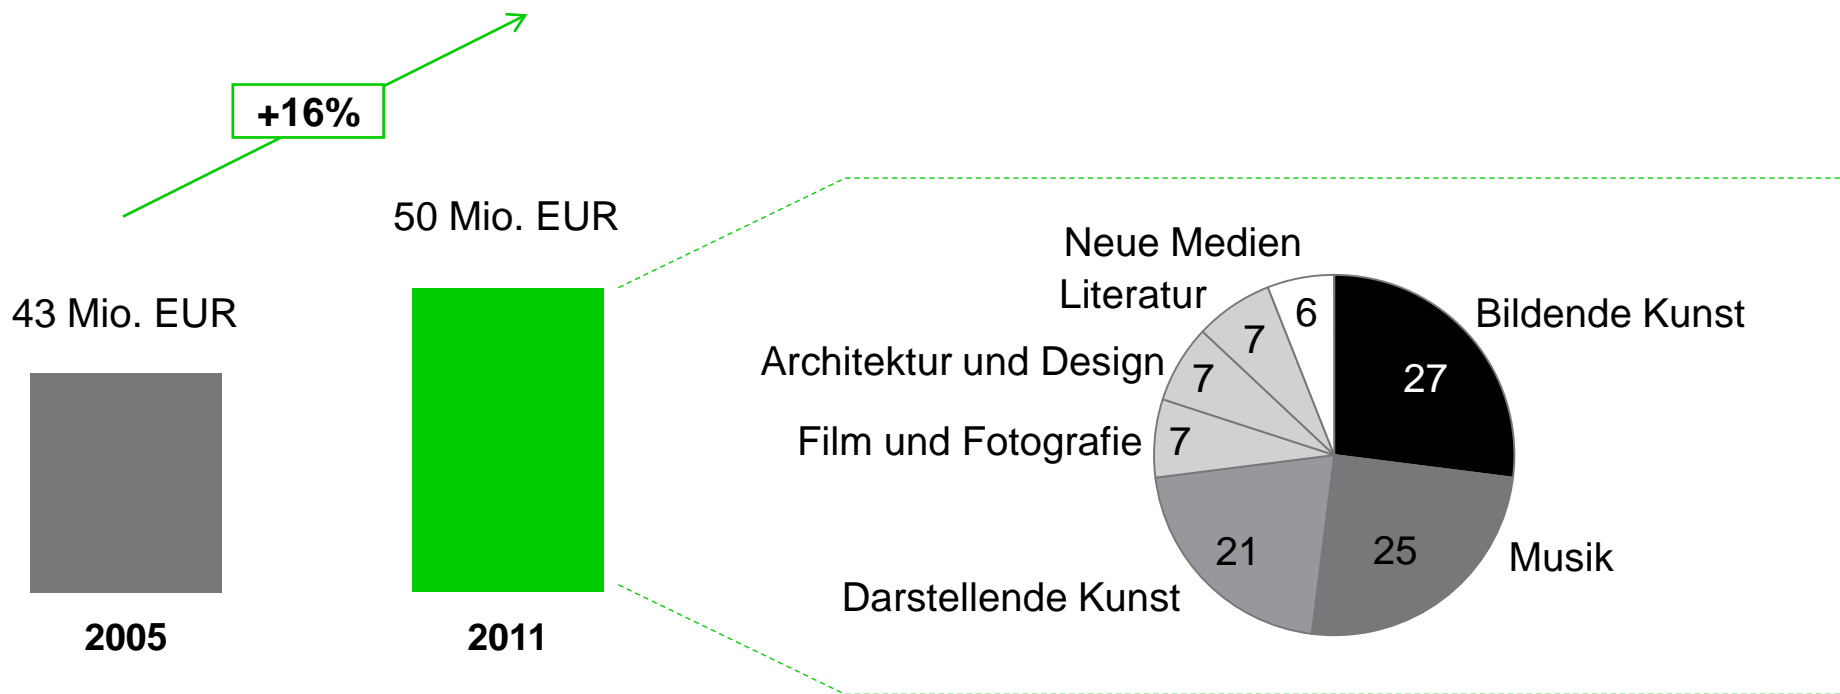 +16%
43 Mio. EUR
50 Mio. EUR
2005
2011
Neue Medien
Literatur
Architektur und Design
Film und Fotografie
Darstellende Kunst
Bildende Kunst
Musik
6
7
7
7
21
25
27